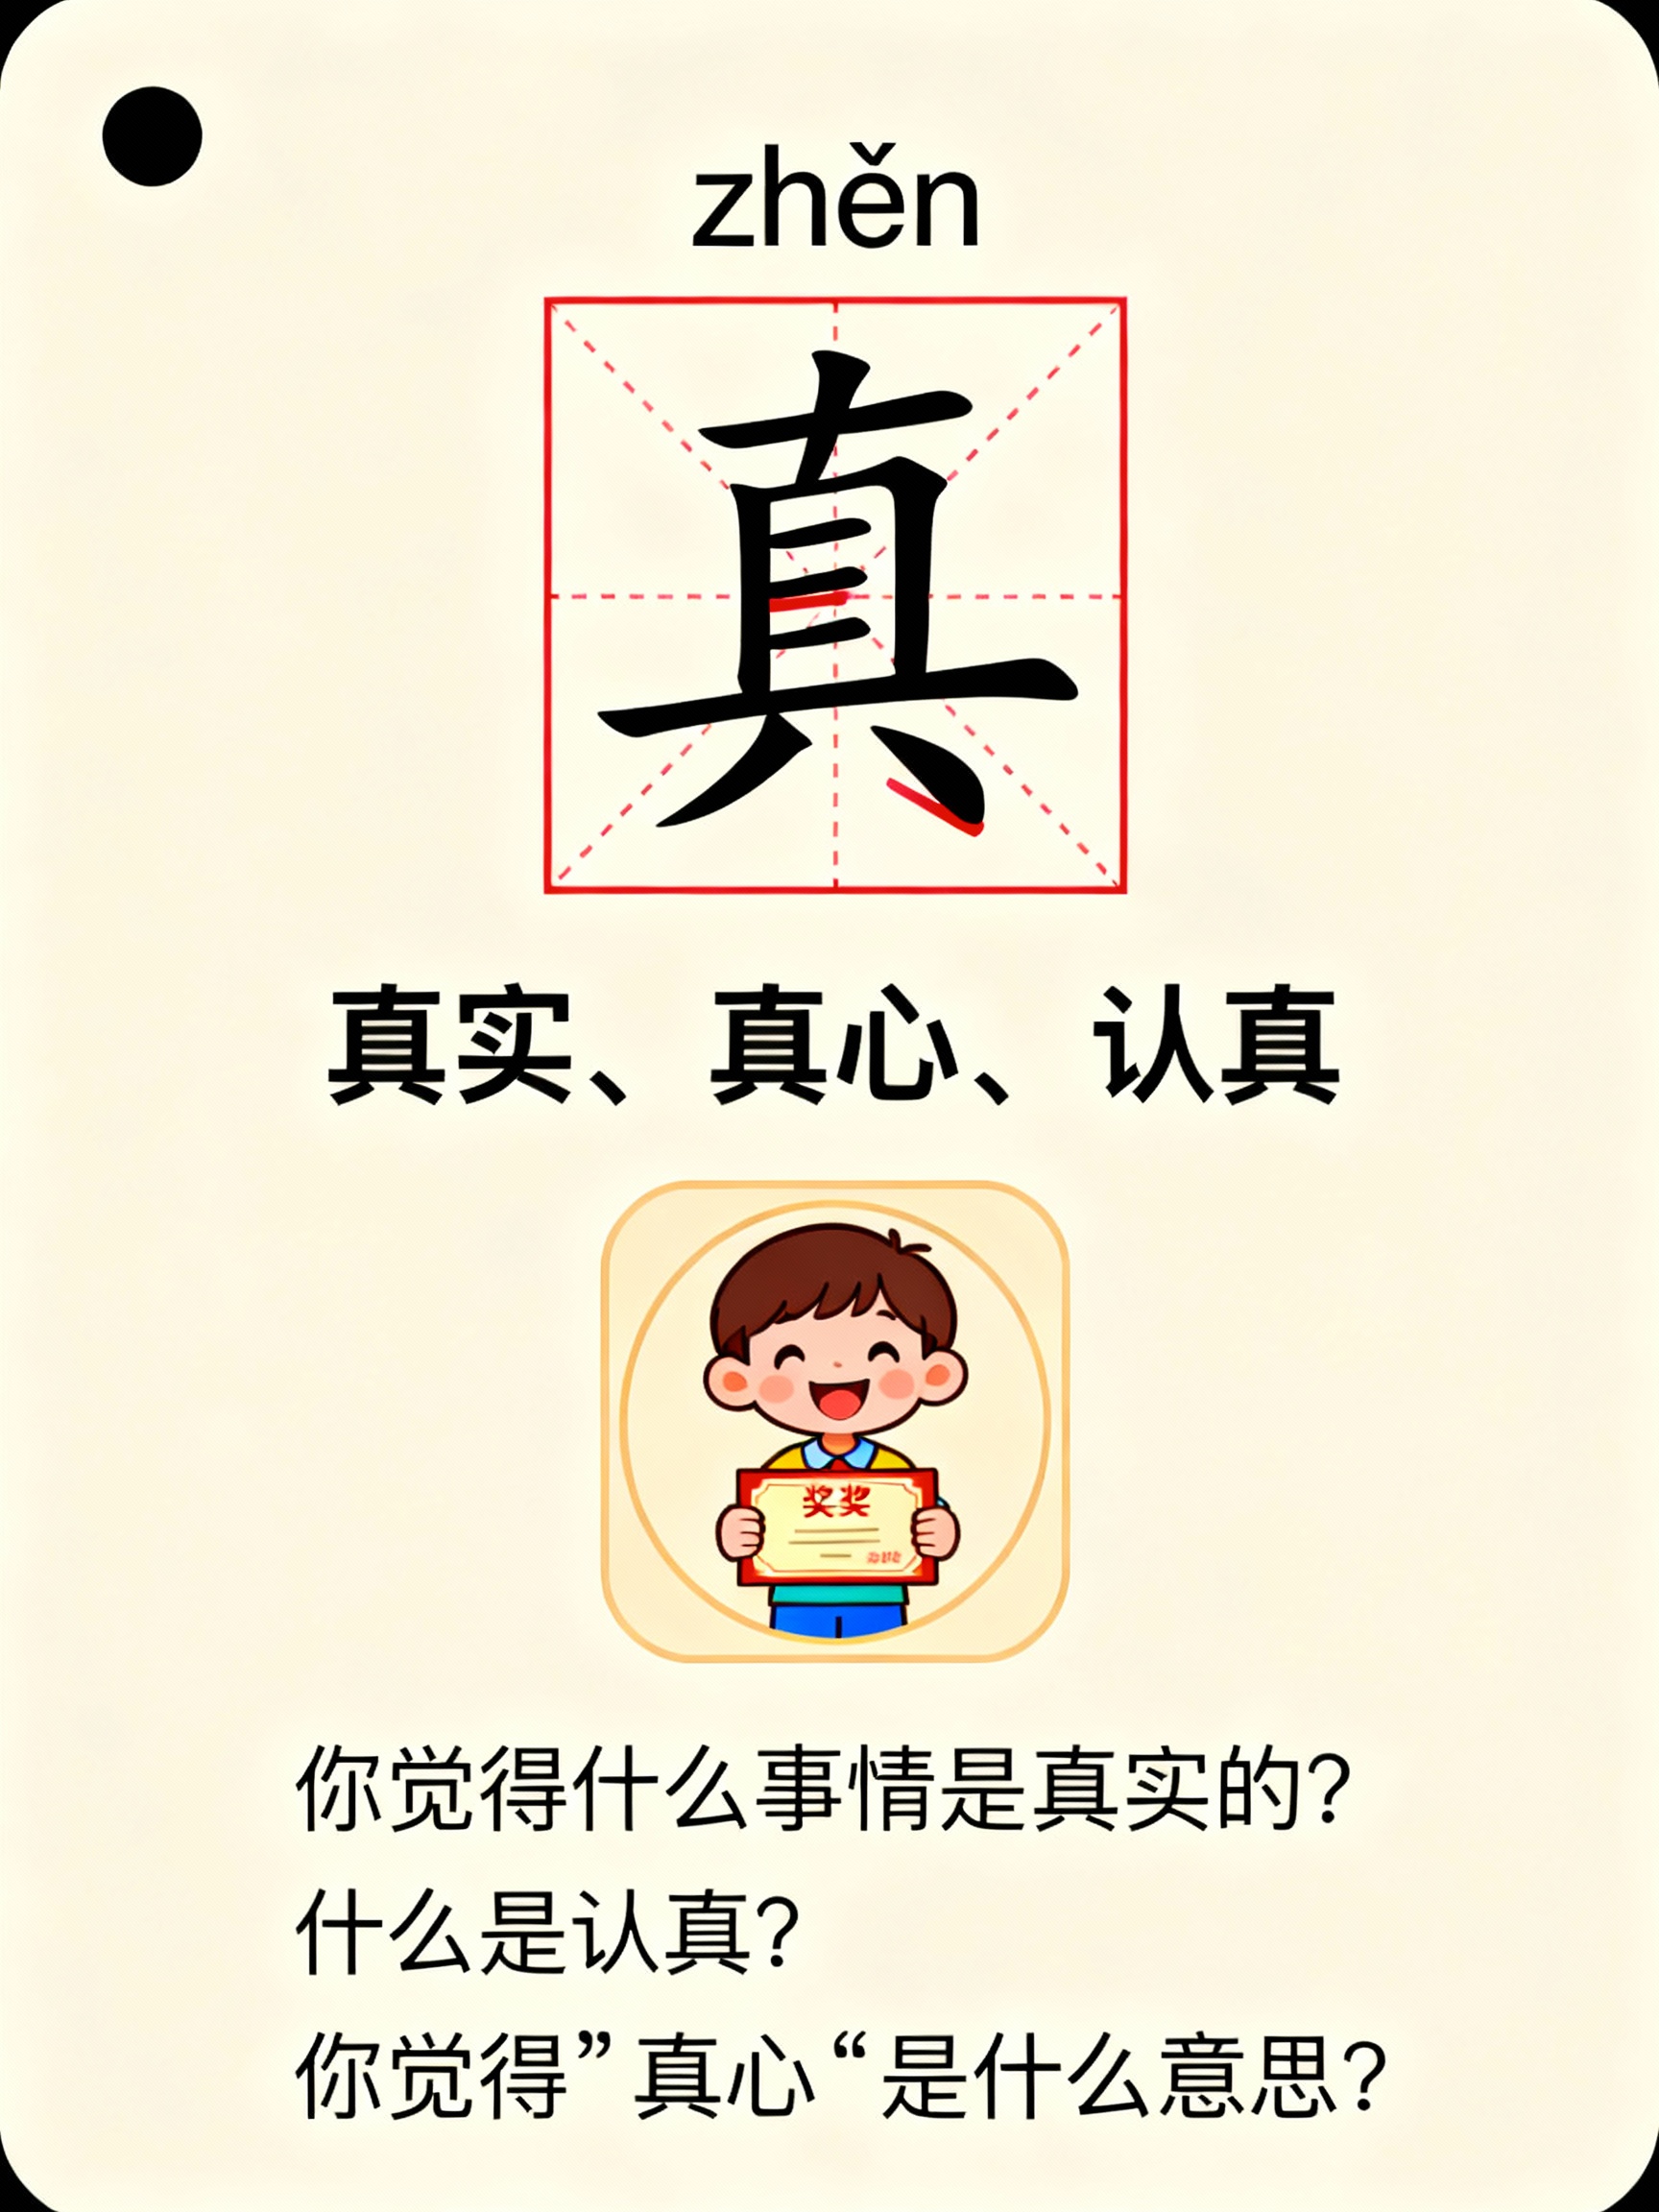 zhěn
真
真实、真心、认真
奖奖
你觉得什么事情是真实的？
什么是认真？
你觉得”真心“是什么意思？